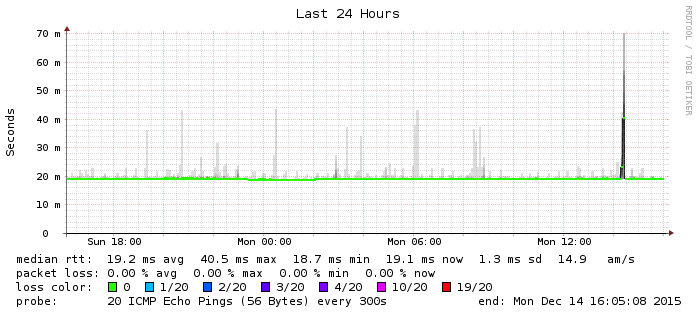 Last 24 Hours
RRDTOOL / TOBI OETIKER
Seconds
70 m
60 m
50 m
40 m
30 m
20 m
10 m
0
Sun 18:00 Mon 00:00 Mon 06:00 Mon 12:00
median rtt: 19.2 ms avg 40.5 ms max 18.7 ms min 19.1 ms now 1.3 ms sd 14.9 am/s
packet loss: 0.00 % avg 0.00 % max 0.00 % min 0.00 % now
loss color: 0 1/20 2/20 3/20 4/20 10/20 19/20
probe: 20 ICMP Echo Pings (56 Bytes) every 300s end: Mon Dec 14 16:05:08 2015